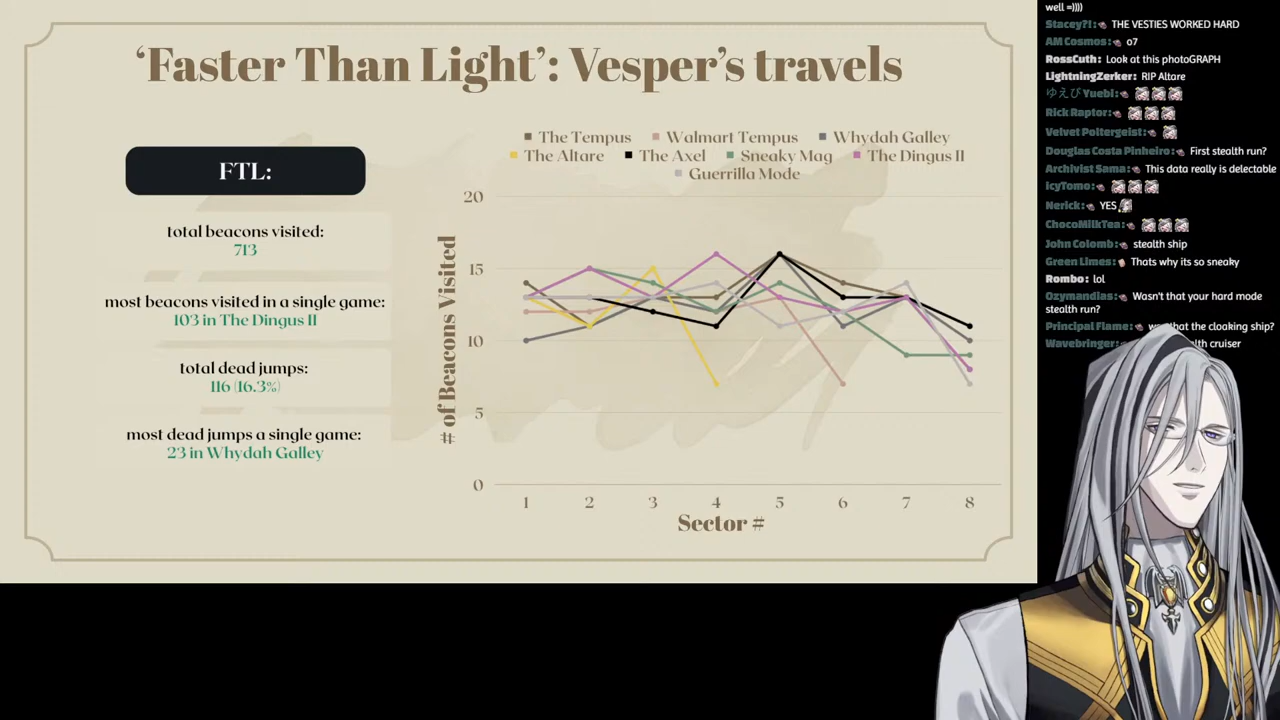 ‘Faster Than Light’: Vesper’s travels
FTL:
total beacons visited:
713
most beacons visited in a single game:
103 in The Dingus II
total dead jumps:
116 (16.3%)
most dead jumps a single game:
23 in Whydah Galley
The Tempus Walmart Tempus Whydah Galley
The Altare The Axel Sneaky Mag The Dingus II
Guerrilla Mode
# of Beacons Visited
20
15
10
5
0
1 2 3 4 5 6 7 8
Sector #
well =))))
Stacey?!: THE VESTIES WORKED HARD
AM Cosmos: o7
RossCuth: Look at this photoGRAPH
LightningZerker: RIP Altare
ゆえび Yuebi:
Rick Raptor:
Velvet Poltergeist:
Douglas Costa Pinheiro: First stealth run?
Archivist Sama: This data really is delectable
IcyTomo:
Nerick: YES
ChocoMilkTea:
John Colomb: stealth ship
Green Limes: Thats why its so sneaky
Rombo: lol
Ozymandias: Wasn't that your hard mode
stealth run?
Principal Flame: that the cloaking ship?
Wavebringer: cruiser